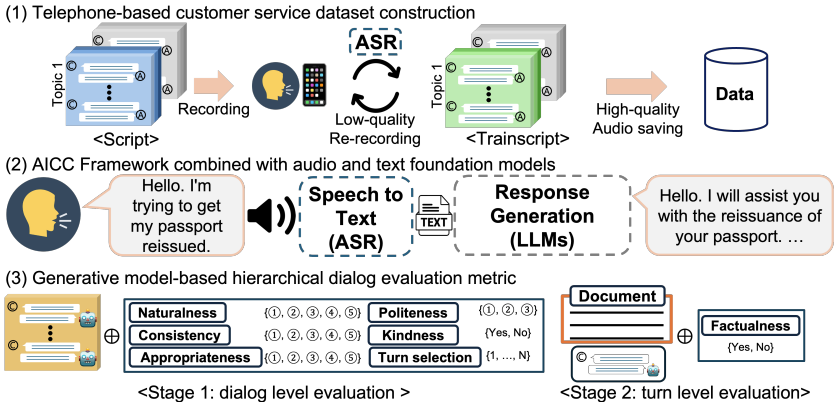 (1) Telephone-based customer service dataset construction
Topic 1
Ⓒ
Ⓐ
Ⓒ
Ⓐ
Ⓒ
Ⓐ
<Script>
Recording
ASR
Low-quality
Re-recording
Topic 1
Ⓒ
Ⓐ
Ⓒ
Ⓐ
Ⓒ
Ⓐ
<Trainscript>
High-quality
Audio saving
Data
(2) AICC Framework combined with audio and text foundation models
Hello. I'm
trying to get
my passport
reissued.
Speech to
Text
(ASR)
TEXT
Response
Generation
(LLMs)
Hello. I will assist you
with the reissuance of
your passport. …
(3) Generative model-based hierarchical dialog evaluation metric
Ⓒ
Ⓒ
Naturalness {①, ②, ③, ④, ⑤} Politeness {①, ②, ③}
Consistency {①, ②, ③, ④, ⑤} Kindness {Yes, No}
Appropriateness {①, ②, ③, ④, ⑤} Turn selection {1, …, N}
<Stage 1: dialog level evaluation >
Document
Ⓒ
Factualness
{Yes, No}
<Stage 2: turn level evaluation>